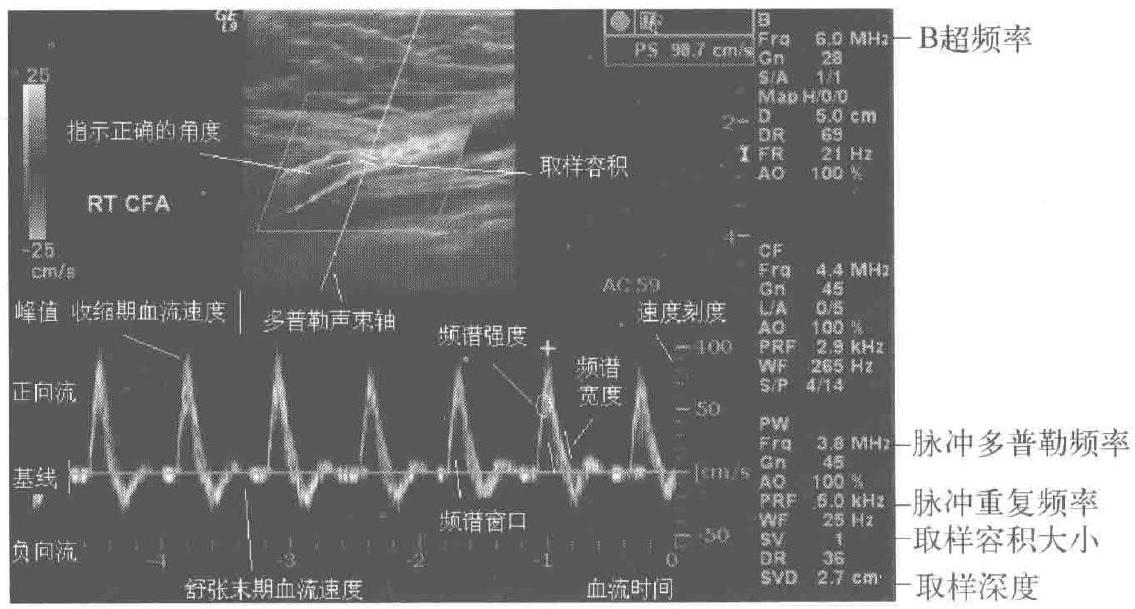 GE
L9
PS 98.7 cm/s
25
-25
cm/s
指示正确的角度
取样容积
RT CFA
2
4
AC 59
B
Frq 6.0 MHz
Gn 28
S/A 1/1
Map H/0/0
D 5.0 cm
DR 69
FR 21 Hz
AO 100 %
CF
Frq 4.4 MHz
Gn 45
L/A 0/5
AO 100 %
PRF 2.9 kHz
WF 265 Hz
S/P 4/14
PW
Frq 3.8 MHz
Gn 45
AO 100 %
PRF 5.0 kHz
WF 25 Hz
SV 1
DR 36
SVD 2.7 cm
B超频率
脉冲多普勒频率
脉冲重复频率
取样容积大小
取样深度
峰值 收缩期血流速度
多普勒声束轴
频谱强度
频谱
宽度
速度刻度
100
50
cm/s
-50
正向流
基线
负向流
频谱窗口
-4 -3 -2 -1 0
舒张末期血流速度
血流时间